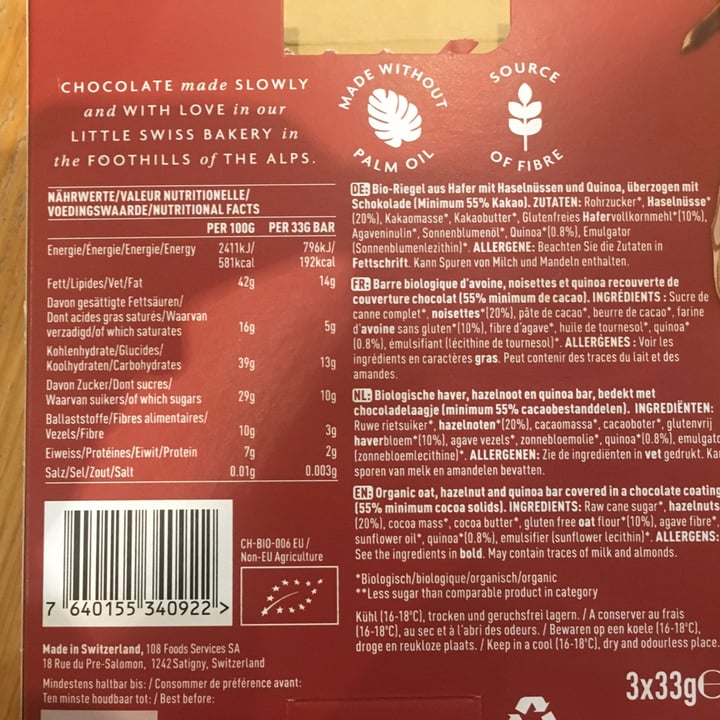 CHOCOLATE made SLOWLY
and WITH LOVE in our
LITTLE SWISS BAKERY in
the FOOTHILLS of THE ALPS.
MADE WITHOUT
PALM OIL
SOURCE
OF FIBRE
NÄHRWERTE/VALEUR NUTRITIONELLE/
VOEDINGSWAARDE/NUTRITIONAL FACTS
PER 100G PER 33G BAR
Energie/Énergie/Energie/Energy 2411kJ/ 796kJ/
581kcal 192kcal
Fett/Lipides/Vet/Fat 42g 14g
Davon gesättigte Fettsäuren/
Dont acides gras saturés/Waarvan
verzadigd/of which saturates 16g 5g
Kohlenhydrate/Glucides/
Koolhydraten/Carbohydrates 39g 13g
Davon Zucker/Dont sucres/
Waarvan suikers/of which sugars 29g 10g
Ballaststoffe/Fibres alimentaires/
Vezels/Fibre 10g 3g
Eiweiss/Protéines/Eiwit/Protein 7g 2g
Salz/Sel/Zout/Salt 0.01g 0.003g
DE: Bio-Riegel aus Hafer mit Haselnüssen und Quinoa, überzogen mit
Schokolade (Minimum 55% Kakao). ZUTATEN: Rohrzucker*, Haselnüsse*
(20%), Kakaomasse*, Kakaobutter*, Glutenfreies Hafervollkornmehl*(10%),
Agaveninulin*, Sonnenblumenöl*, Quinoa*(0.8%), Emulgator
(Sonnenblumenlezithin)*. ALLERGENE: Beachten Sie die Zutaten in
Fettschrift. Kann Spuren von Milch und Mandeln enthalten.
FR: Barre biologique d'avoine, noisettes et quinoa recouverte de
couverture chocolat (55% minimum de cacao). INGRÉDIENTS : Sucre de
canne complet*, noisettes*(20%), pâte de cacao*, beurre de cacao*, farine
d'avoine sans gluten*(10%), fibre d'agave*, huile de tournesol*, quinoa*
(0.8%), émulsifiant (lécithine de tournesol)*. ALLERGÈNES : Voir les
ingrédients en caractères gras. Peut contenir des traces du lait et des
amandes.
NL: Biologische haver, hazelnoot en quinoa bar, bedekt met
chocoladelaagje (minimum 55% cacaobestanddelen). INGREDIËNTEN:
Ruwe rietsuiker*, hazelnoten*(20%), cacaomassa*, cacaoboter*, glutenvrij
haverbloem*(10%), agave vezels*, zonnebloemolie*, quinoa*(0.8%), emulgato
(zonnebloemlecithine)*. ALLERGENEN: Zie de ingrediënten in vet gedrukt. Ka
sporen van melk en amandelen bevatten.
EN: Organic oat, hazelnut and quinoa bar covered in a chocolate coating
(55% minimum cocoa solids). INGREDIENTS: Raw cane sugar*, hazelnuts
(20%), cocoa mass*, cocoa butter*, gluten free oat flour*(10%), agave fibre*,
sunflower oil*, quinoa*(0.8%), emulsifier (sunflower lecithin)*. ALLERGENS:
See the ingredients in bold. May contain traces of milk and almonds.
*Biologisch/biologique/organisch/organic
**Less sugar than comparable product in category
Kühl (16-18°C), trocken und geruchsfrei lagern. / A conserver au frais
(16-18°C), au sec et à l'abri des odeurs. / Bewaren op een koele (16-18°C),
droge en reukloze plaats. / Keep in a cool (16-18°C), dry and odourless place.
3x33g℮
CH-BIO-006 EU /
Non-EU Agriculture
7 640155 340922 >
Made in Switzerland, 108 Foods Services SA
18 Rue du Pre-Salomon, 1242 Satigny, Switzerland
Mindestens haltbar bis: / Consommer de préférence avant:
Ten minste houdbaar tot: / Best before: